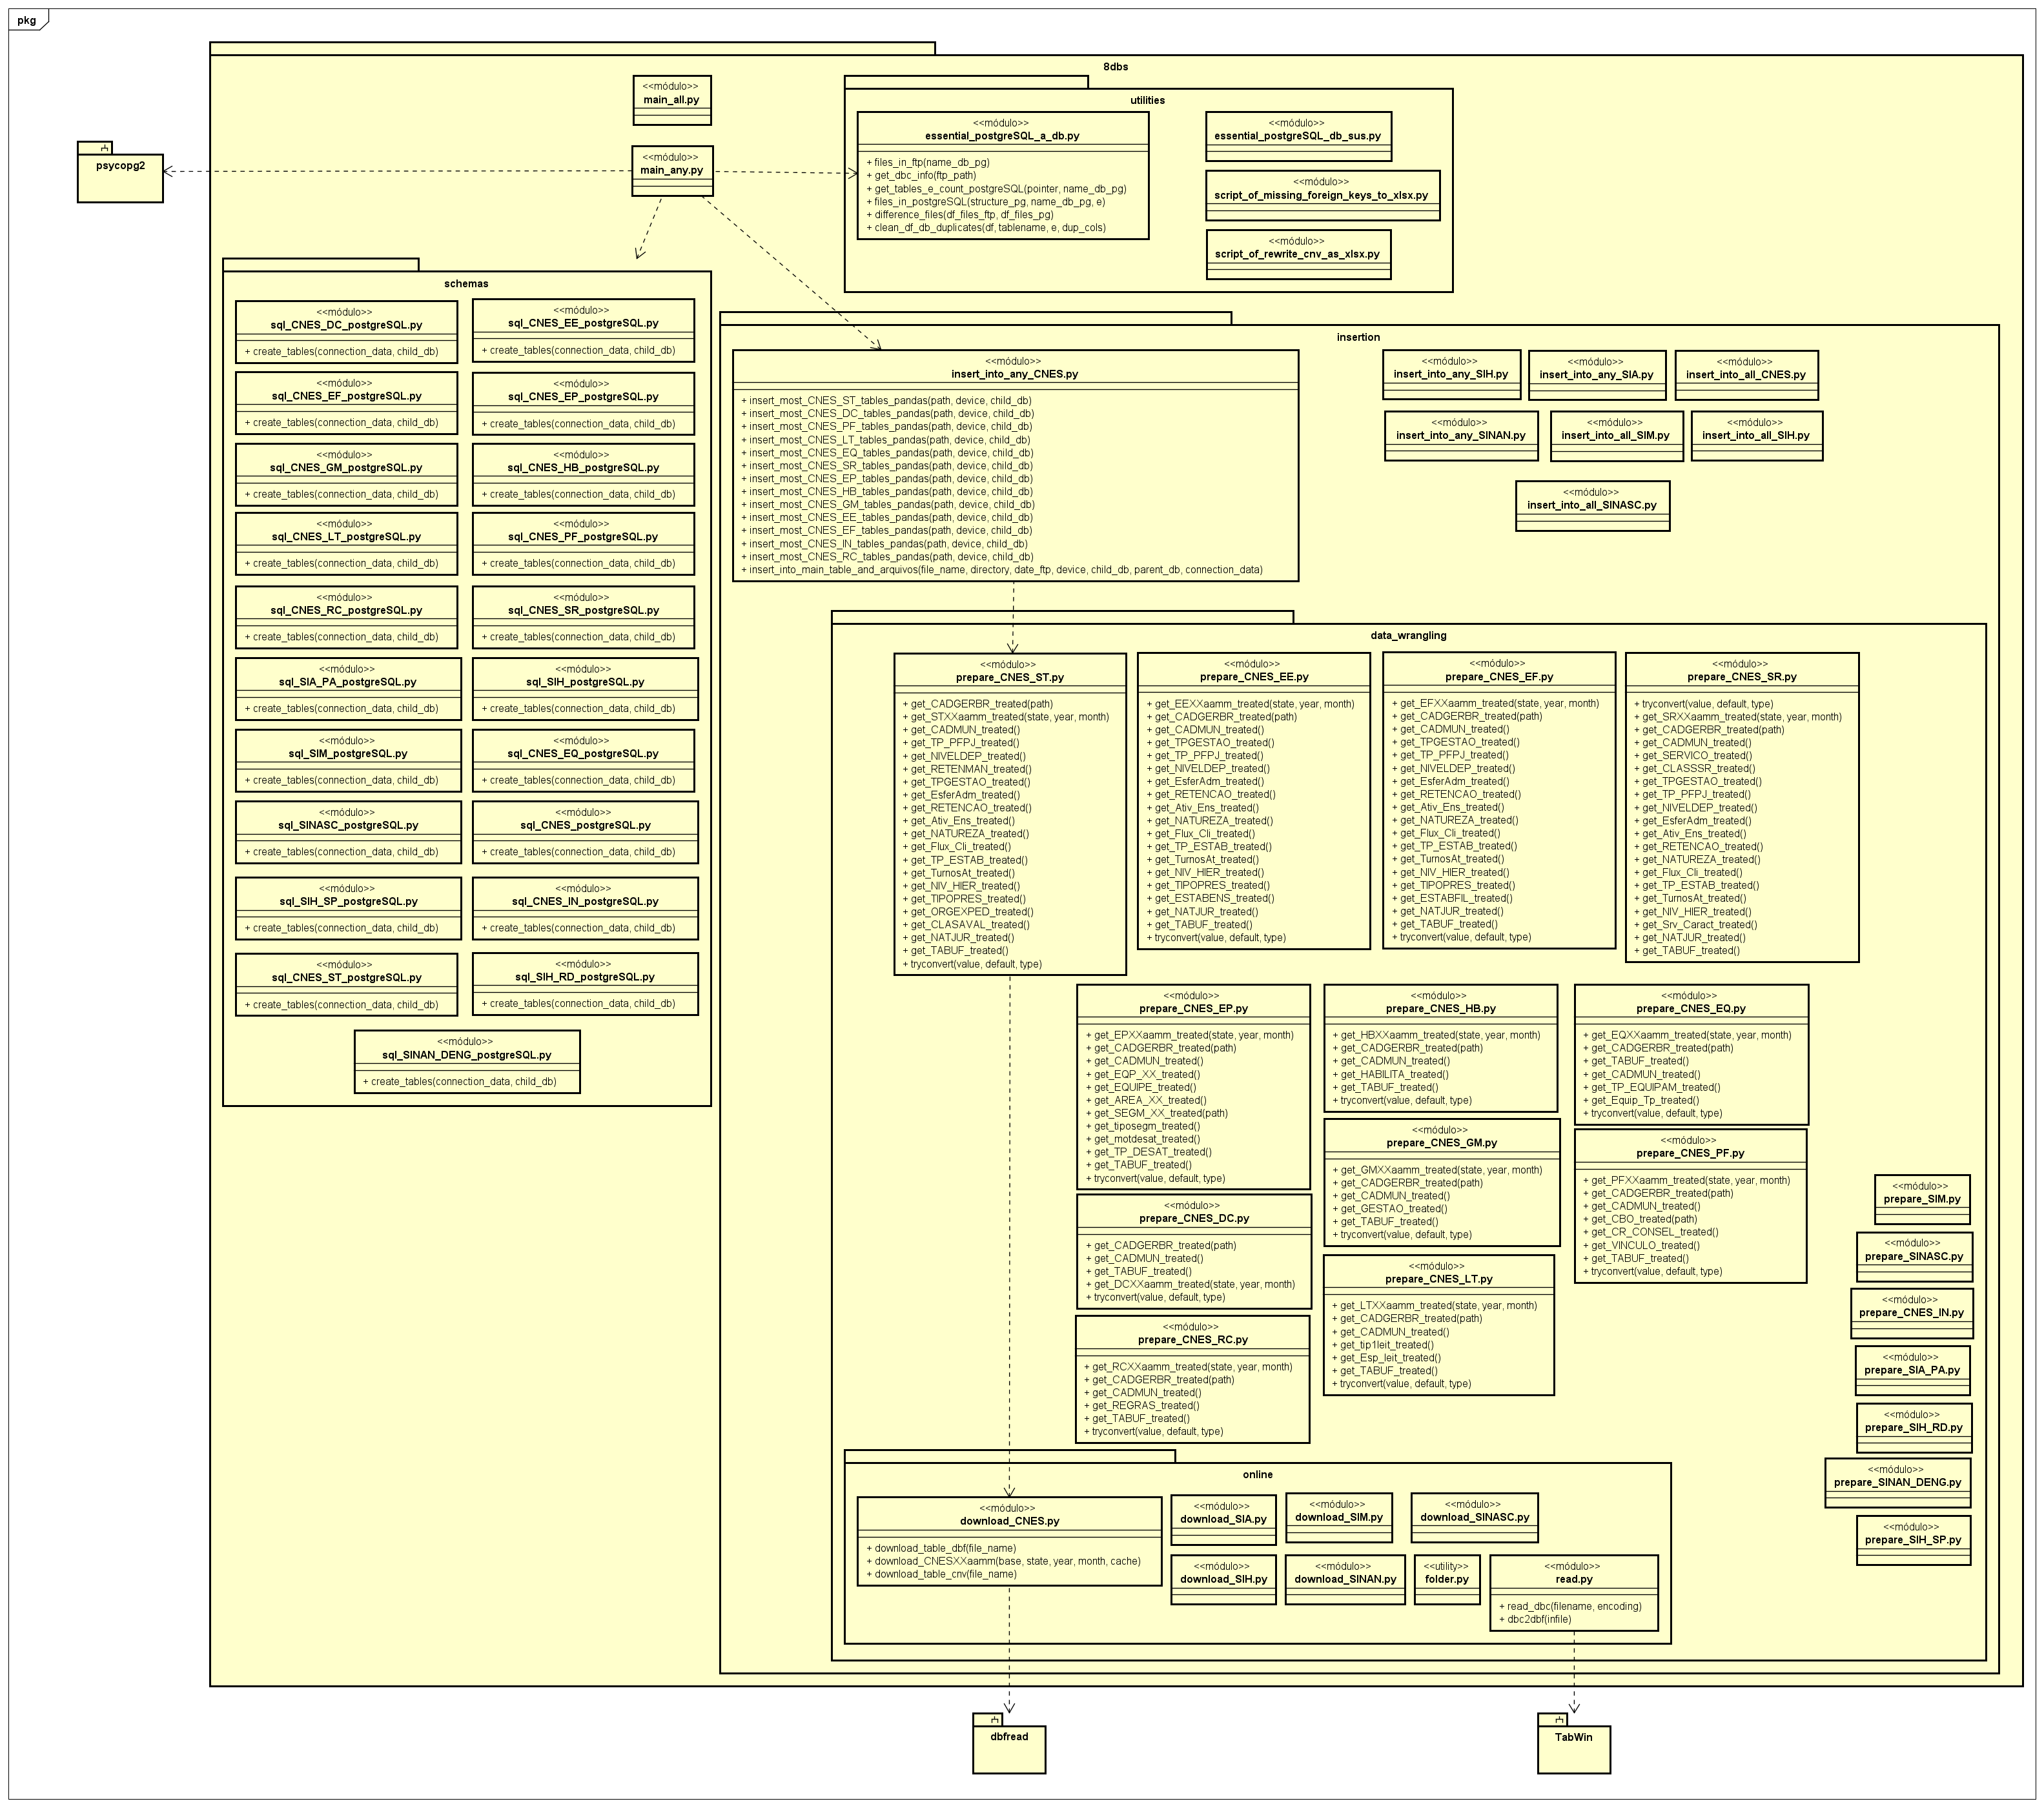 pkg
8dbs
<<módulo>>
main_all.py
<<módulo>>
main_any.py
psycopg2
utilities
<<módulo>>
essential_postgreSQL_a_db.py
+ files_in_ftp(name_db_pg)
+ get_dbc_info(ftp_path)
+ get_tables_e_count_postgreSQL(pointer, name_db_pg)
+ files_in_postgreSQL(structure_pg, name_db_pg, e)
+ difference_files(df_files_ftp, df_files_pg)
+ clean_df_db_duplicates(df, tablename, e, dup_cols)
<<módulo>>
essential_postgreSQL_db_sus.py
<<módulo>>
script_of_missing_foreign_keys_to_xlsx.py
<<módulo>>
script_of_rewrite_cnv_as_xlsx.py
schemas
<<módulo>>
sql_CNES_DC_postgreSQL.py
+ create_tables(connection_data, child_db)
<<módulo>>
sql_CNES_EE_postgreSQL.py
+ create_tables(connection_data, child_db)
<<módulo>>
sql_CNES_EF_postgreSQL.py
+ create_tables(connection_data, child_db)
<<módulo>>
sql_CNES_EP_postgreSQL.py
+ create_tables(connection_data, child_db)
<<módulo>>
sql_CNES_GM_postgreSQL.py
+ create_tables(connection_data, child_db)
<<módulo>>
sql_CNES_HB_postgreSQL.py
+ create_tables(connection_data, child_db)
<<módulo>>
sql_CNES_LT_postgreSQL.py
+ create_tables(connection_data, child_db)
<<módulo>>
sql_CNES_PF_postgreSQL.py
+ create_tables(connection_data, child_db)
<<módulo>>
sql_CNES_RC_postgreSQL.py
+ create_tables(connection_data, child_db)
<<módulo>>
sql_CNES_SR_postgreSQL.py
+ create_tables(connection_data, child_db)
<<módulo>>
sql_SIA_PA_postgreSQL.py
+ create_tables(connection_data, child_db)
<<módulo>>
sql_SIH_postgreSQL.py
+ create_tables(connection_data, child_db)
<<módulo>>
sql_SIM_postgreSQL.py
+ create_tables(connection_data, child_db)
<<módulo>>
sql_CNES_EQ_postgreSQL.py
+ create_tables(connection_data, child_db)
<<módulo>>
sql_SINASC_postgreSQL.py
+ create_tables(connection_data, child_db)
<<módulo>>
sql_CNES_postgreSQL.py
+ create_tables(connection_data, child_db)
<<módulo>>
sql_SIH_SP_postgreSQL.py
+ create_tables(connection_data, child_db)
<<módulo>>
sql_CNES_IN_postgreSQL.py
+ create_tables(connection_data, child_db)
<<módulo>>
sql_CNES_ST_postgreSQL.py
+ create_tables(connection_data, child_db)
<<módulo>>
sql_SIH_RD_postgreSQL.py
+ create_tables(connection_data, child_db)
<<módulo>>
sql_SINAN_DENG_postgreSQL.py
+ create_tables(connection_data, child_db)
insertion
<<módulo>>
insert_into_any_CNES.py
+ insert_most_CNES_ST_tables_pandas(path, device, child_db)
+ insert_most_CNES_DC_tables_pandas(path, device, child_db)
+ insert_most_CNES_PF_tables_pandas(path, device, child_db)
+ insert_most_CNES_LT_tables_pandas(path, device, child_db)
+ insert_most_CNES_EQ_tables_pandas(path, device, child_db)
+ insert_most_CNES_SR_tables_pandas(path, device, child_db)
+ insert_most_CNES_EP_tables_pandas(path, device, child_db)
+ insert_most_CNES_HB_tables_pandas(path, device, child_db)
+ insert_most_CNES_GM_tables_pandas(path, device, child_db)
+ insert_most_CNES_EE_tables_pandas(path, device, child_db)
+ insert_most_CNES_EF_tables_pandas(path, device, child_db)
+ insert_most_CNES_IN_tables_pandas(path, device, child_db)
+ insert_most_CNES_RC_tables_pandas(path, device, child_db)
+ insert_into_main_table_and_arquivos(file_name, directory, date_ftp, device, child_db, parent_db, connection_data)
<<módulo>>
insert_into_any_SIH.py
<<módulo>>
insert_into_any_SIA.py
<<módulo>>
insert_into_all_CNES.py
<<módulo>>
insert_into_any_SINAN.py
<<módulo>>
insert_into_all_SIM.py
<<módulo>>
insert_into_all_SIH.py
<<módulo>>
insert_into_all_SINASC.py
data_wrangling
<<módulo>>
prepare_CNES_ST.py
+ get_CADGERBR_treated(path)
+ get_STXXaamm_treated(state, year, month)
+ get_CADMUN_treated()
+ get_TP_PFPJ_treated()
+ get_NIVELDEP_treated()
+ get_RETENMAN_treated()
+ get_TPGESTAO_treated()
+ get_EsferAdm_treated()
+ get_RETENCAO_treated()
+ get_Ativ_Ens_treated()
+ get_NATUREZA_treated()
+ get_Flux_Cli_treated()
+ get_TP_ESTAB_treated()
+ get_TurnosAt_treated()
+ get_NIV_HIER_treated()
+ get_TIPOPRES_treated()
+ get_ORGEXPED_treated()
+ get_CLASAVAL_treated()
+ get_NATJUR_treated()
+ get_TABUF_treated()
+ tryconvert(value, default, type)
<<módulo>>
prepare_CNES_EE.py
+ get_EEXXaamm_treated(state, year, month)
+ get_CADGERBR_treated(path)
+ get_CADMUN_treated()
+ get_TPGESTAO_treated()
+ get_TP_PFPJ_treated()
+ get_NIVELDEP_treated()
+ get_EsferAdm_treated()
+ get_RETENCAO_treated()
+ get_Ativ_Ens_treated()
+ get_NATUREZA_treated()
+ get_Flux_Cli_treated()
+ get_TP_ESTAB_treated()
+ get_TurnosAt_treated()
+ get_NIV_HIER_treated()
+ get_TIPOPRES_treated()
+ get_ESTABENS_treated()
+ get_NATJUR_treated()
+ get_TABUF_treated()
+ tryconvert(value, default, type)
<<módulo>>
prepare_CNES_EF.py
+ get_EFXXaamm_treated(state, year, month)
+ get_CADGERBR_treated(path)
+ get_CADMUN_treated()
+ get_TPGESTAO_treated()
+ get_TP_PFPJ_treated()
+ get_NIVELDEP_treated()
+ get_EsferAdm_treated()
+ get_RETENCAO_treated()
+ get_Ativ_Ens_treated()
+ get_NATUREZA_treated()
+ get_Flux_Cli_treated()
+ get_TP_ESTAB_treated()
+ get_TurnosAt_treated()
+ get_NIV_HIER_treated()
+ get_TIPOPRES_treated()
+ get_ESTABFIL_treated()
+ get_NATJUR_treated()
+ get_TABUF_treated()
+ tryconvert(value, default, type)
<<módulo>>
prepare_CNES_SR.py
+ tryconvert(value, default, type)
+ get_SRXXaamm_treated(state, year, month)
+ get_CADGERBR_treated(path)
+ get_CADMUN_treated()
+ get_SERVICO_treated()
+ get_CLASSSR_treated()
+ get_TPGESTAO_treated()
+ get_TP_PFPJ_treated()
+ get_NIVELDEP_treated()
+ get_EsferAdm_treated()
+ get_Ativ_Ens_treated()
+ get_RETENCAO_treated()
+ get_NATUREZA_treated()
+ get_Flux_Cli_treated()
+ get_TP_ESTAB_treated()
+ get_TurnosAt_treated()
+ get_NIV_HIER_treated()
+ get_Srv_Caract_treated()
+ get_NATJUR_treated()
+ get_TABUF_treated()
<<módulo>>
prepare_CNES_EP.py
+ get_EPXXaamm_treated(state, year, month)
+ get_CADGERBR_treated(path)
+ get_CADMUN_treated()
+ get_EQP_XX_treated()
+ get_EQUIPE_treated()
+ get_AREA_XX_treated()
+ get_SEGM_XX_treated(path)
+ get_tiposegm_treated()
+ get_motdesat_treated()
+ get_TP_DESAT_treated()
+ get_TABUF_treated()
+ tryconvert(value, default, type)
<<módulo>>
prepare_CNES_HB.py
+ get_HBXXaamm_treated(state, year, month)
+ get_CADGERBR_treated(path)
+ get_CADMUN_treated()
+ get_HABILITA_treated()
+ get_TABUF_treated()
+ tryconvert(value, default, type)
<<módulo>>
prepare_CNES_EQ.py
+ get_EQXXaamm_treated(state, year, month)
+ get_CADGERBR_treated(path)
+ get_TABUF_treated()
+ get_CADMUN_treated()
+ get_TP_EQUIPAM_treated()
+ get_Equip_Tp_treated()
+ tryconvert(value, default, type)
<<módulo>>
prepare_CNES_GM.py
+ get_GMXXaamm_treated(state, year, month)
+ get_CADGERBR_treated(path)
+ get_CADMUN_treated()
+ get_GESTAO_treated()
+ get_TABUF_treated()
+ tryconvert(value, default, type)
<<módulo>>
prepare_CNES_PF.py
+ get_PFXXaamm_treated(state, year, month)
+ get_CADGERBR_treated(path)
+ get_CADMUN_treated()
+ get_CBO_treated(path)
+ get_CR_CONSEL_treated()
+ get_VINCULO_treated()
+ get_TABUF_treated()
+ tryconvert(value, default, type)
<<módulo>>
prepare_CNES_DC.py
+ get_CADGERBR_treated(path)
+ get_CADMUN_treated()
+ get_TABUF_treated()
+ get_DCXXaamm_treated(state, year, month)
+ tryconvert(value, default, type)
<<módulo>>
prepare_CNES_LT.py
+ get_LTXXaamm_treated(state, year, month)
+ get_CADGERBR_treated(path)
+ get_CADMUN_treated()
+ get_tip1leit_treated()
+ get_Esp_leit_treated()
+ get_TABUF_treated()
+ tryconvert(value, default, type)
<<módulo>>
prepare_CNES_RC.py
+ get_RCXXaamm_treated(state, year, month)
+ get_CADGERBR_treated(path)
+ get_CADMUN_treated()
+ get_REGRAS_treated()
+ get_TABUF_treated()
+ tryconvert(value, default, type)
<<módulo>>
prepare_SIM.py
<<módulo>>
prepare_SINASC.py
<<módulo>>
prepare_CNES_IN.py
<<módulo>>
prepare_SIA_PA.py
<<módulo>>
prepare_SIH_RD.py
<<módulo>>
prepare_SINAN_DENG.py
<<módulo>>
prepare_SIH_SP.py
online
<<módulo>>
download_CNES.py
+ download_table_dbf(file_name)
+ download_CNESXXaamm(base, state, year, month, cache)
+ download_table_cnv(file_name)
<<módulo>>
download_SIA.py
<<módulo>>
download_SIM.py
<<módulo>>
download_SINASC.py
<<módulo>>
download_SIH.py
<<módulo>>
download_SINAN.py
<<utility>>
folder.py
<<módulo>>
read.py
+ read_dbc(filename, encoding)
+ dbc2dbf(infile)
dbfread
TabWin